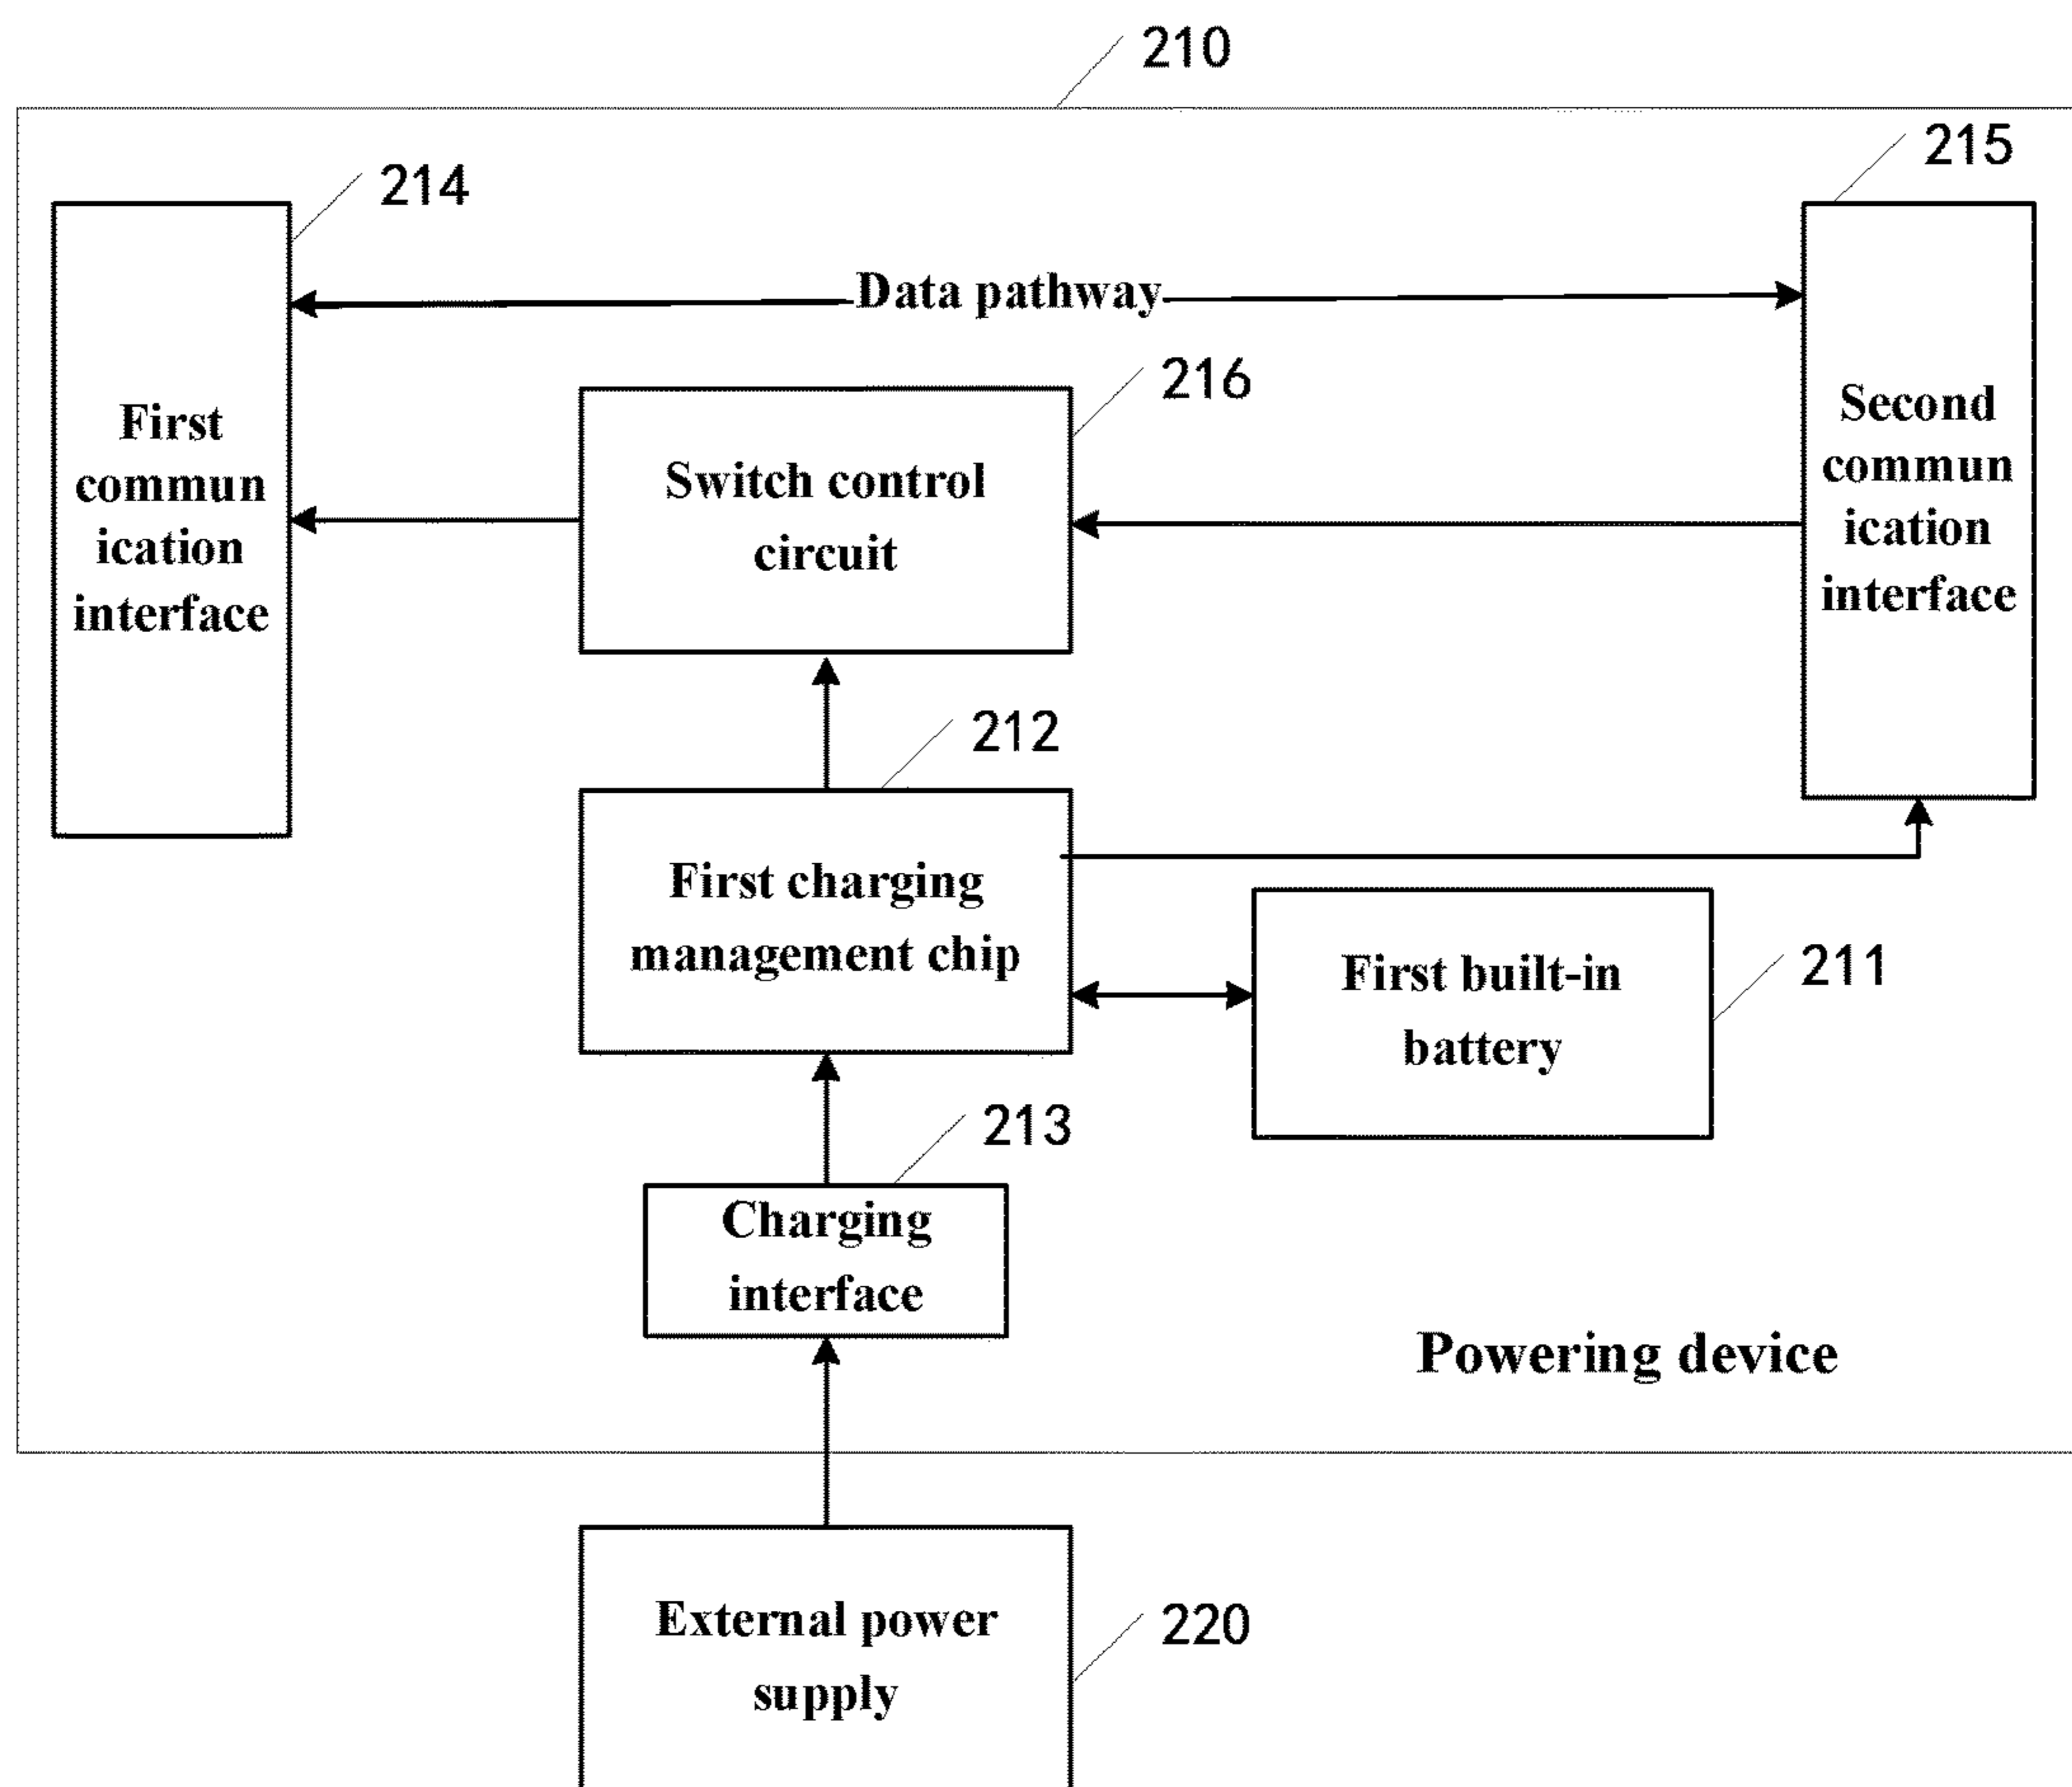 210
215
214
Data pathway
216
First
commun
ication
interface
Switch control
circuit
Second
commun
ication
interface
212
First charging
management chip
First built-in
battery
211
213
Charging
interface
Powering device
External power
supply
220